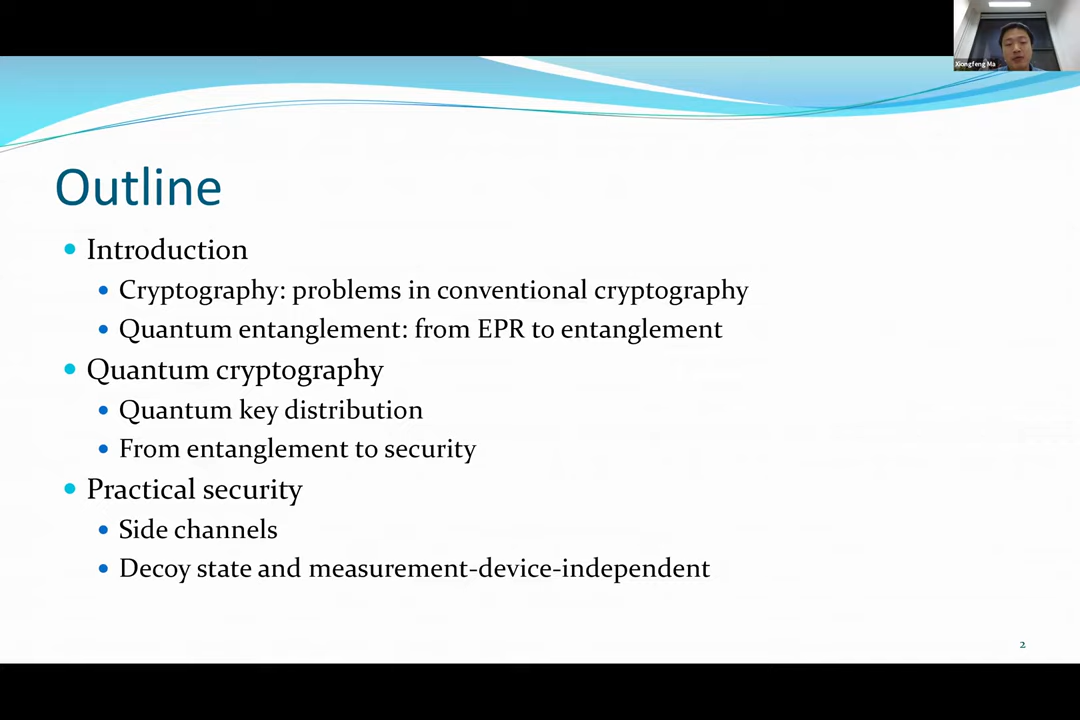 Xiongfeng Ma
Outline
Introduction
Cryptography: problems in conventional cryptography
Quantum entanglement: from EPR to entanglement
Quantum cryptography
Quantum key distribution
From entanglement to security
Practical security
Side channels
Decoy state and measurement-device-independent
2